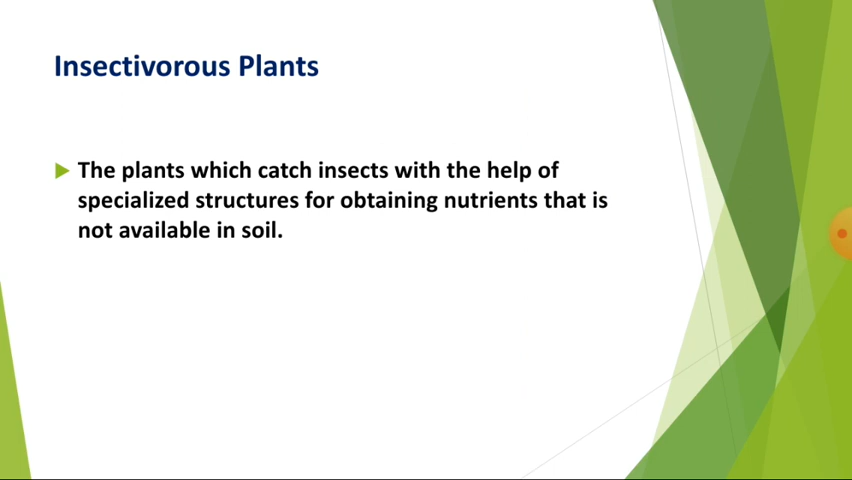 Insectivorous Plants
The plants which catch insects with the help of
specialized structures for obtaining nutrients that is
not available in soil.